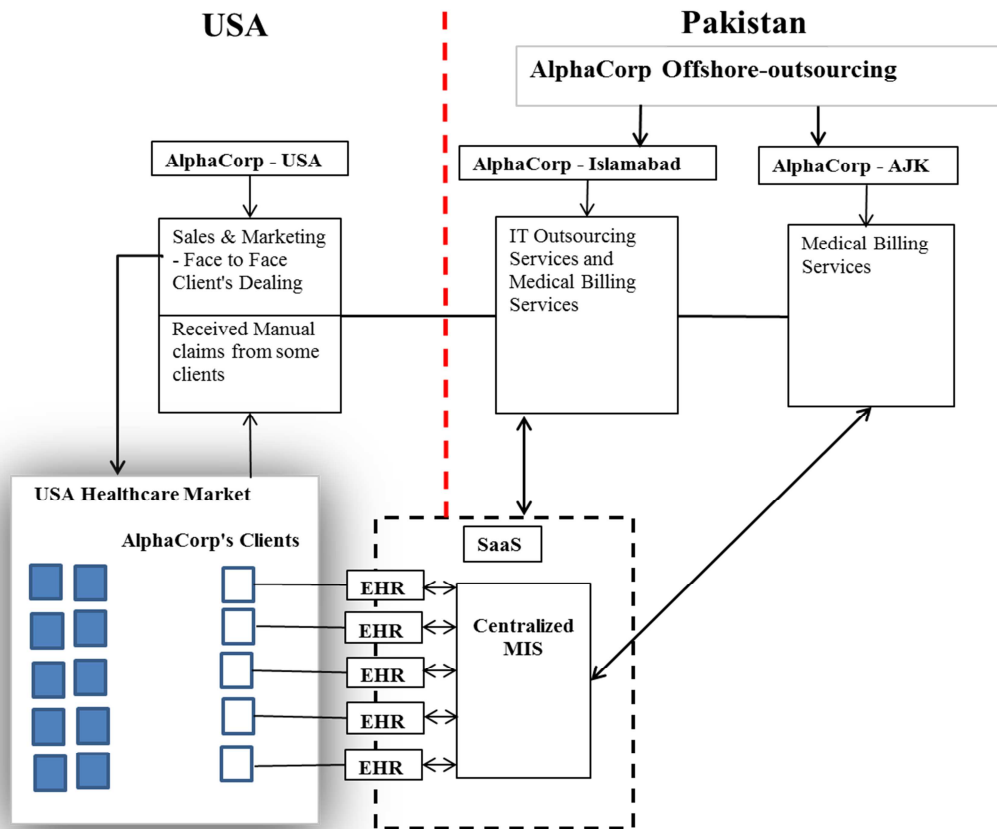 USA
Pakistan
AlphaCorp Offshore-outsourcing
AlphaCorp - USA
AlphaCorp - Islamabad
AlphaCorp - AJK
Sales & Marketing
- Face to Face
Client's Dealing
Received Manual
claims from some
clients
IT Outsourcing
Services and
Medical Billing
Services
Medical Billing
Services
USA Healthcare Market
AlphaCorp's Clients
SaaS
EHR
EHR
EHR
EHR
EHR
Centralized
MIS